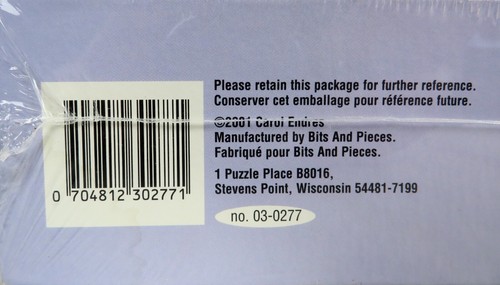 Please retain this package for further reference.
Conserver cet emballage pour référence future.
©2001 Carol Endres
Manufactured by Bits And Pieces.
Fabriqué pour Bits And Pieces.
1 Puzzle Place B8016,
Stevens Point, Wisconsin 54481-7199
0 704812 302771
no. 03-0277